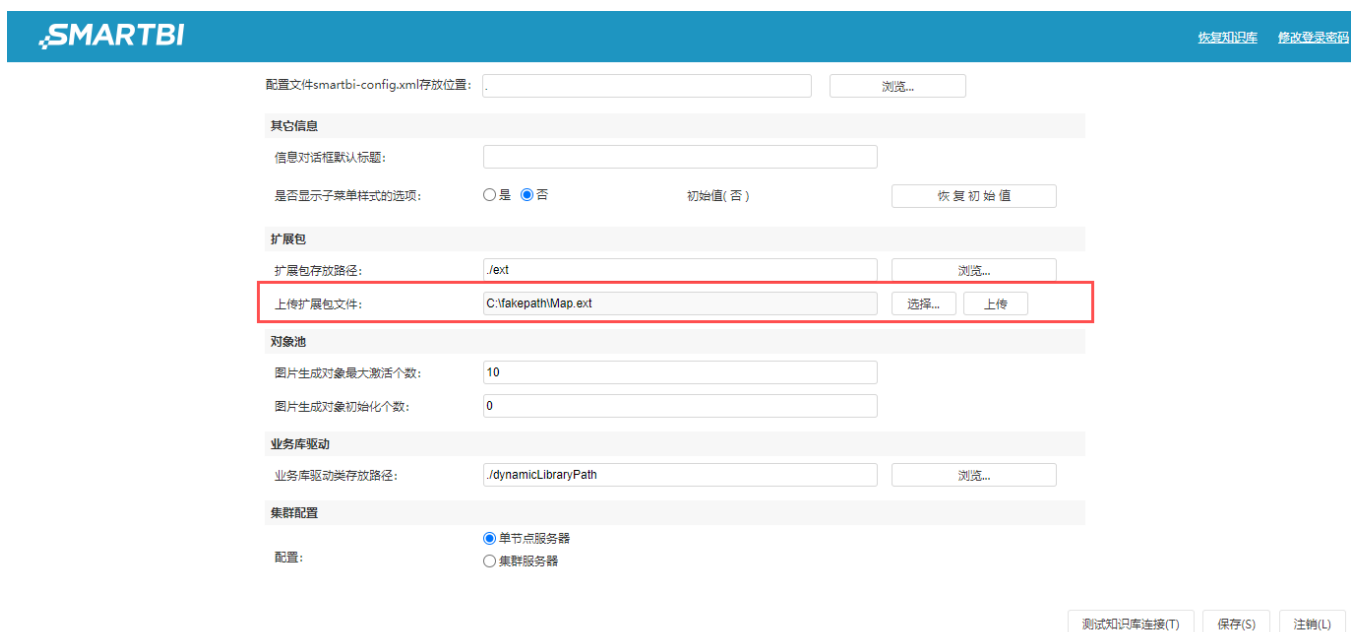 SMARTBI
恢复知识库 修改登录密码
配置文件smartbi-config.xml存放位置: . 浏览...
其它信息
信息对话框默认标题:
是否显示子菜单样式的选项: 是 否 初始值( 否 ) 恢 复 初 始 值
扩展包
扩展包存放路径: ./ext 浏览...
上传扩展包文件: C:\fakepath\Map.ext 选择... 上传
对象池
图片生成对象最大激活个数: 10
图片生成对象初始化个数: 0
业务库驱动
业务库驱动类存放路径: ./dynamicLibraryPath 浏览...
集群配置
配置: 单节点服务器
集群服务器
测试知识库连接(T) 保存(S) 注销(L)